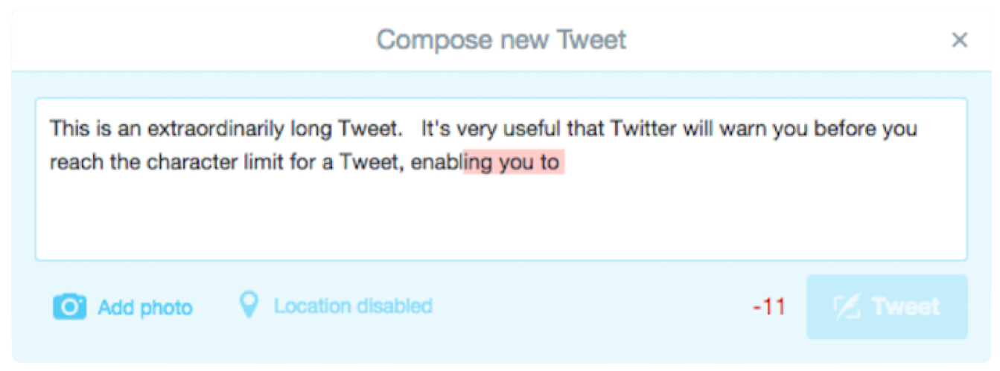 Compose new Tweet ×
This is an extraordinarily long Tweet.   It's very useful that Twitter will warn you before you
reach the character limit for a Tweet, enabling you to
Add photo Location disabled -11 Tweet